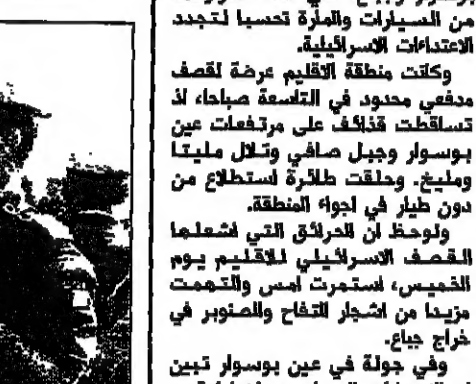 من السيارات والمارة تحسبا لتجدد
الاعتداءات الاسرائيلية.
وكانت منطقة الاقليم عرضة لقصف
مدفعي محدود في التاسعة صباحا، اذ
تساقطت قذائف على مرتفعات عين
بوسوار وجبل صافي وتلال مليتا
ومليخ. وحلقت طائرة استطلاع من
دون طيار في اجواء المنطقة.
ولوحظ ان الحرائق التي اشعلها
القصف الاسرائيلي للاقليم يوم
الخميس، استمرت امس والتهمت
مزيدا من اشجار التفاح والصنوبر في
خراج جباع.
وفي جولة في عين بوسوار تبين